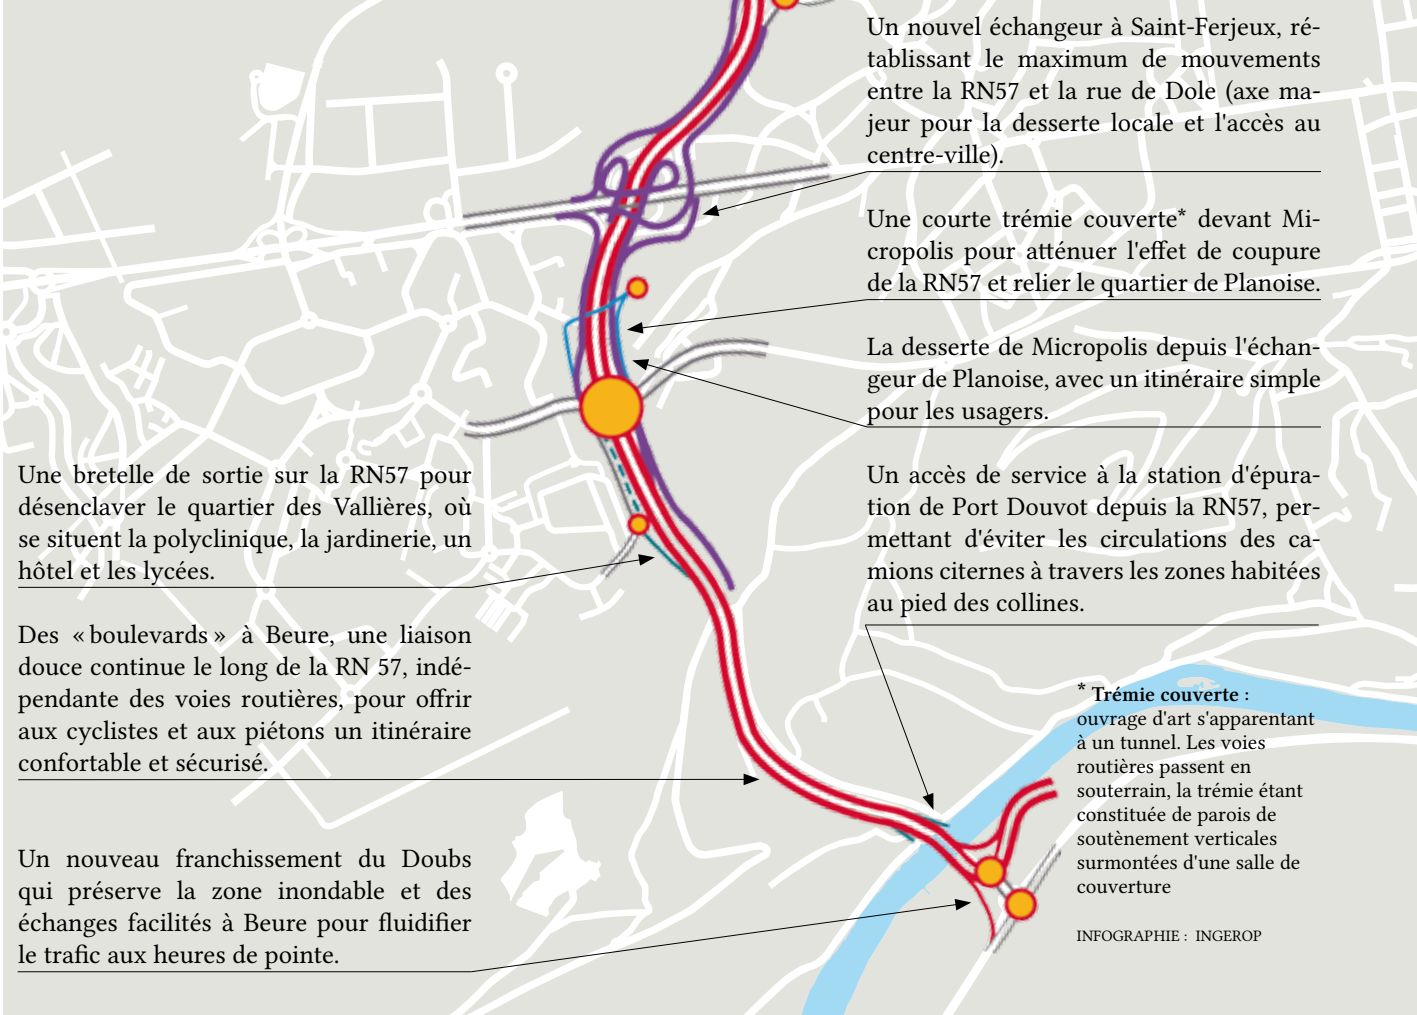 Un nouvel échangeur à Saint-Ferjeux, ré-
tablissant le maximum de mouvements
entre la RN57 et la rue de Dole (axe ma-
jeur pour la desserte locale et l'accès au
centre-ville).
Une courte trémie couverte* devant Mi-
cropolis pour atténuer l'effet de coupure
de la RN57 et relier le quartier de Planoise.
La desserte de Micropolis depuis l'échan-
geur de Planoise, avec un itinéraire simple
pour les usagers.
Un accès de service à la station d'épura-
tion de Port Douvot depuis la RN57, per-
mettant d'éviter les circulations des ca-
mions citernes à travers les zones habitées
au pied des collines.
Une bretelle de sortie sur la RN57 pour
désenclaver le quartier des Vallières, où
se situent la polyclinique, la jardinerie, un
hôtel et les lycées.
Des « boulevards » à Beure, une liaison
douce continue le long de la RN 57, indé-
pendante des voies routières, pour offrir
aux cyclistes et aux piétons un itinéraire
confortable et sécurisé.
Un nouveau franchissement du Doubs
qui préserve la zone inondable et des
échanges facilités à Beure pour fluidifier
le trafic aux heures de pointe.
* Trémie couverte :
ouvrage d'art s'apparentant
à un tunnel. Les voies
routières passent en
souterrain, la trémie étant
constituée de parois de
soutènement verticales
surmontées d'une salle de
couverture
INFOGRAPHIE : INGEROP